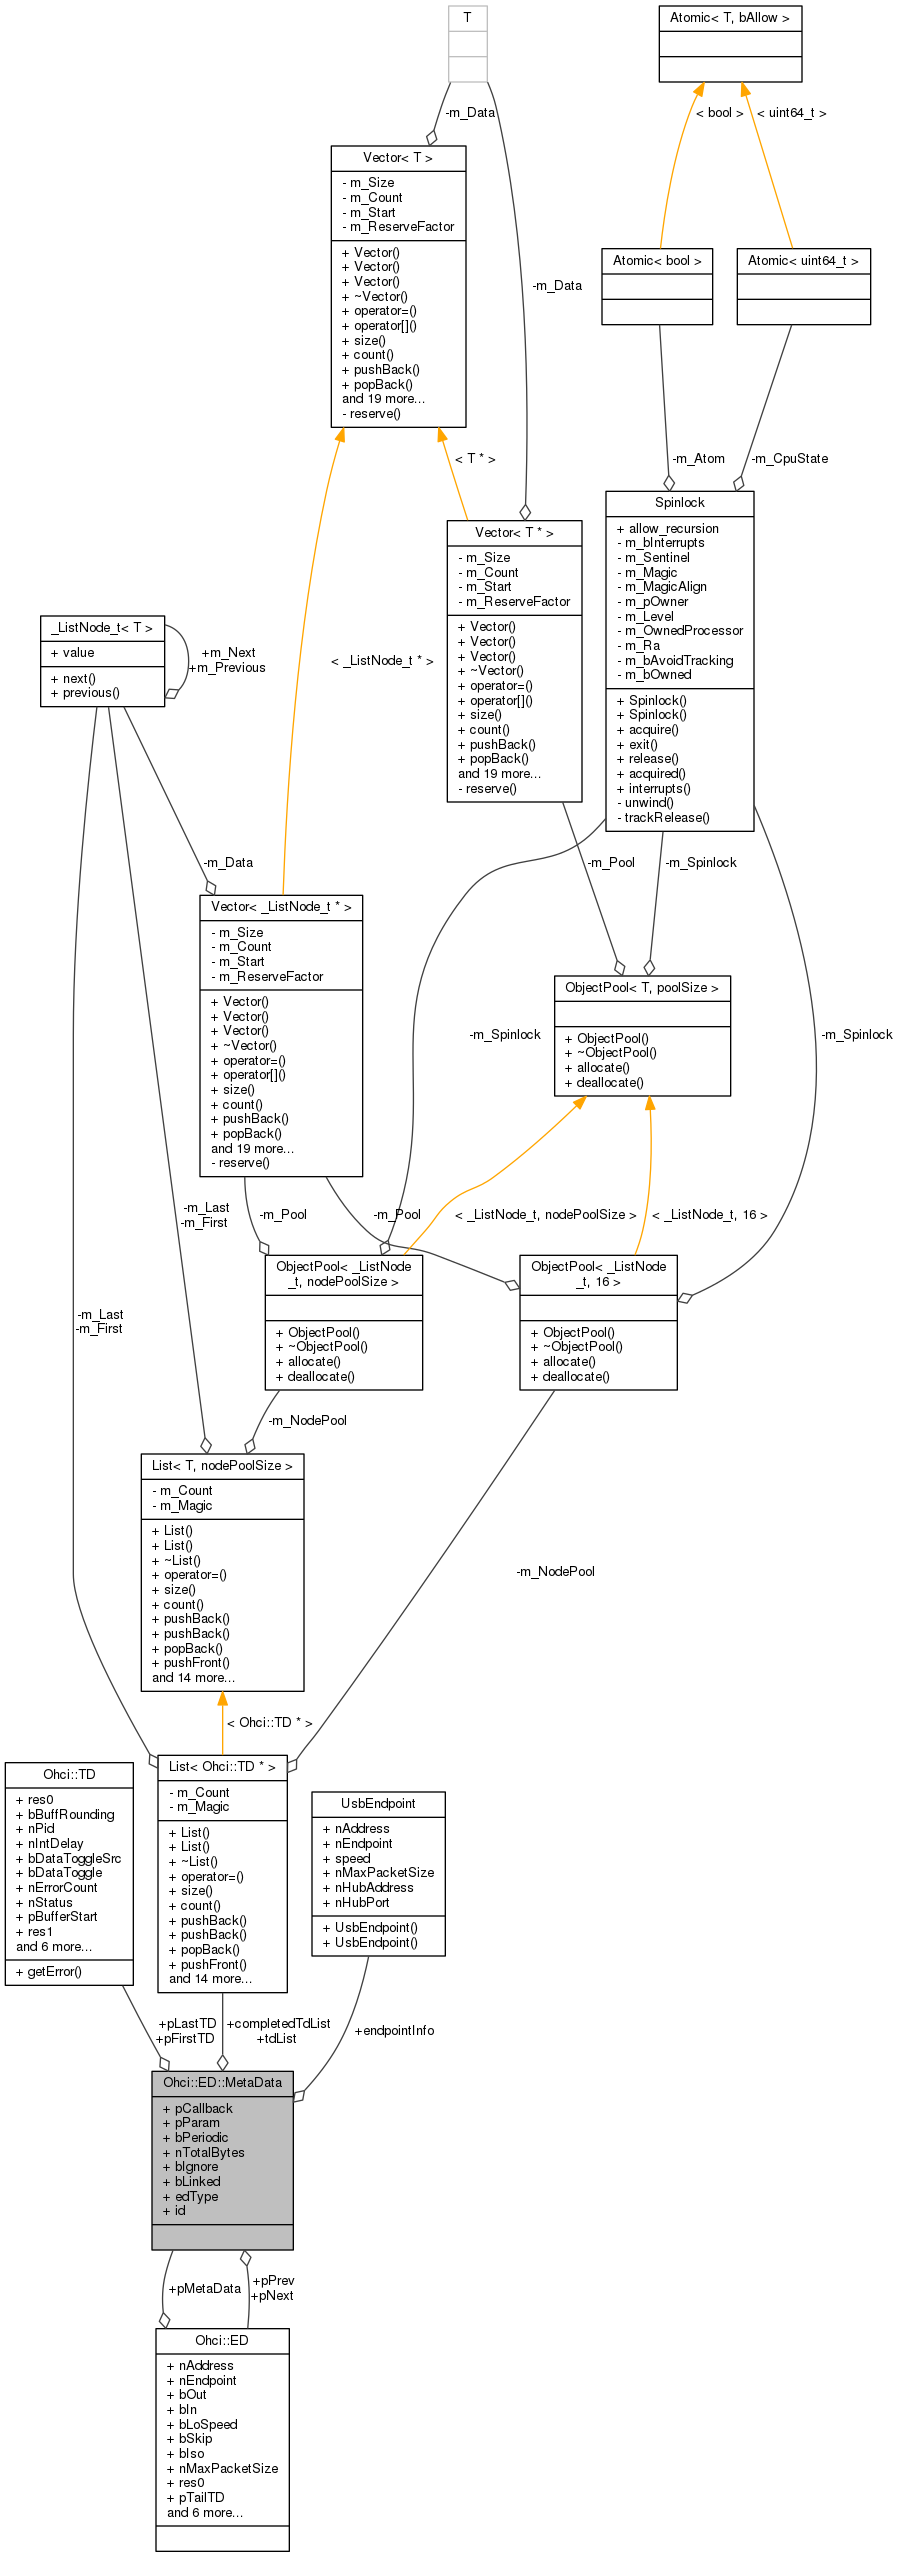 T
Atomic< T, bAllow >
< bool >
< uint64_t >
-m_Data
Vector< T >
- m_Size
- m_Count
- m_Start
- m_ReserveFactor
+ Vector()
+ Vector()
+ Vector()
+ ~Vector()
+ operator=()
+ operator[]()
+ size()
+ count()
+ pushBack()
+ popBack()
and 19 more...
- reserve()
Atomic< bool >
Atomic< uint64_t >
-m_Data
< T * >
-m_Atom
-m_CpuState
Vector< T * >
- m_Size
- m_Count
- m_Start
- m_ReserveFactor
+ Vector()
+ Vector()
+ Vector()
+ ~Vector()
+ operator=()
+ operator[]()
+ size()
+ count()
+ pushBack()
+ popBack()
and 19 more...
- reserve()
Spinlock
+ allow_recursion
- m_bInterrupts
- m_Sentinel
- m_Magic
- m_MagicAlign
- m_pOwner
- m_Level
- m_OwnedProcessor
- m_Ra
- m_bAvoidTracking
- m_bOwned
+ Spinlock()
+ Spinlock()
+ acquire()
+ exit()
+ release()
+ acquired()
+ interrupts()
- unwind()
- trackRelease()
_ListNode_t< T >
+ value
+ next()
+ previous()
+m_Next
+m_Previous
< _ListNode_t * >
-m_Data
-m_Pool
-m_Spinlock
Vector< _ListNode_t * >
- m_Size
- m_Count
- m_Start
- m_ReserveFactor
+ Vector()
+ Vector()
+ Vector()
+ ~Vector()
+ operator=()
+ operator[]()
+ size()
+ count()
+ pushBack()
+ popBack()
and 19 more...
- reserve()
ObjectPool< T, poolSize >
+ ObjectPool()
+ ~ObjectPool()
+ allocate()
+ deallocate()
-m_Spinlock
-m_Spinlock
-m_Last
-m_First
-m_Pool
-m_Pool
< _ListNode_t, nodePoolSize >
< _ListNode_t, 16 >
ObjectPool< _ListNode
_t, nodePoolSize >
+ ObjectPool()
+ ~ObjectPool()
+ allocate()
+ deallocate()
ObjectPool< _ListNode
_t, 16 >
+ ObjectPool()
+ ~ObjectPool()
+ allocate()
+ deallocate()
-m_Last
-m_First
-m_NodePool
List< T, nodePoolSize >
- m_Count
- m_Magic
+ List()
+ List()
+ ~List()
+ operator=()
+ size()
+ count()
+ pushBack()
+ pushBack()
+ popBack()
+ pushFront()
and 14 more...
-m_NodePool
< Ohci::TD * >
Ohci::TD
+ res0
+ bBuffRounding
+ nPid
+ nIntDelay
+ bDataToggleSrc
+ bDataToggle
+ nErrorCount
+ nStatus
+ pBufferStart
+ res1
and 6 more...
+ getError()
List< Ohci::TD * >
- m_Count
- m_Magic
+ List()
+ List()
+ ~List()
+ operator=()
+ size()
+ count()
+ pushBack()
+ pushBack()
+ popBack()
+ pushFront()
and 14 more...
UsbEndpoint
+ nAddress
+ nEndpoint
+ speed
+ nMaxPacketSize
+ nHubAddress
+ nHubPort
+ UsbEndpoint()
+ UsbEndpoint()
+pLastTD
+pFirstTD
+completedTdList
+tdList
+endpointInfo
Ohci::ED::MetaData
+ pCallback
+ pParam
+ bPeriodic
+ nTotalBytes
+ bIgnore
+ bLinked
+ edType
+ id
+pMetaData
+pPrev
+pNext
Ohci::ED
+ nAddress
+ nEndpoint
+ bOut
+ bIn
+ bLoSpeed
+ bSkip
+ bIso
+ nMaxPacketSize
+ res0
+ pTailTD
and 6 more...